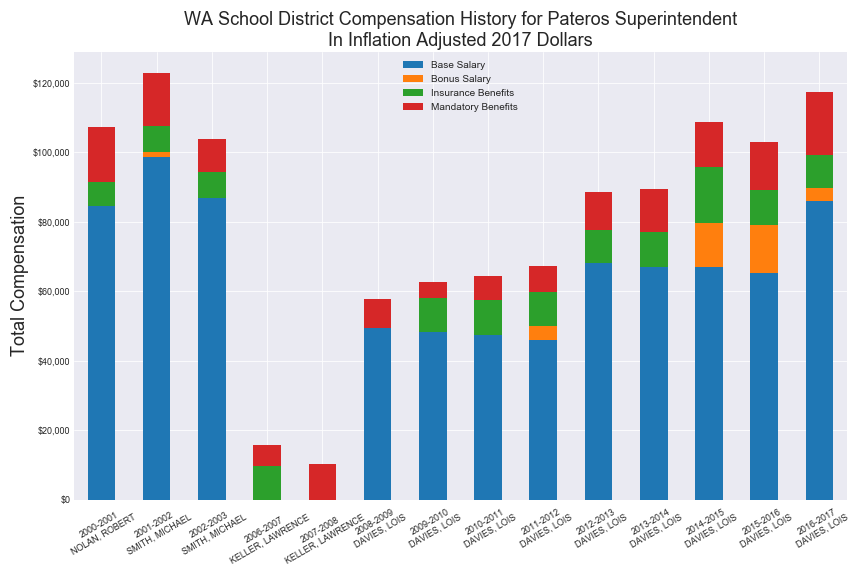 WA School District Compensation History for Pateros Superintendent
In Inflation Adjusted 2017 Dollars
Base Salary
Bonus Salary
Insurance Benefits
Mandatory Benefits
Total Compensation
$120,000
$100,000
$80,000
$60,000
$40,000
$20,000
$0
2000-2001
NOLAN, ROBERT
2001-2002
SMITH, MICHAEL
2002-2003
SMITH, MICHAEL
2006-2007
KELLER, LAWRENCE
2007-2008
KELLER, LAWRENCE
2008-2009
DAVIES, LOIS
2009-2010
DAVIES, LOIS
2010-2011
DAVIES, LOIS
2011-2012
DAVIES, LOIS
2012-2013
DAVIES, LOIS
2013-2014
DAVIES, LOIS
2014-2015
DAVIES, LOIS
2015-2016
DAVIES, LOIS
2016-2017
DAVIES, LOIS